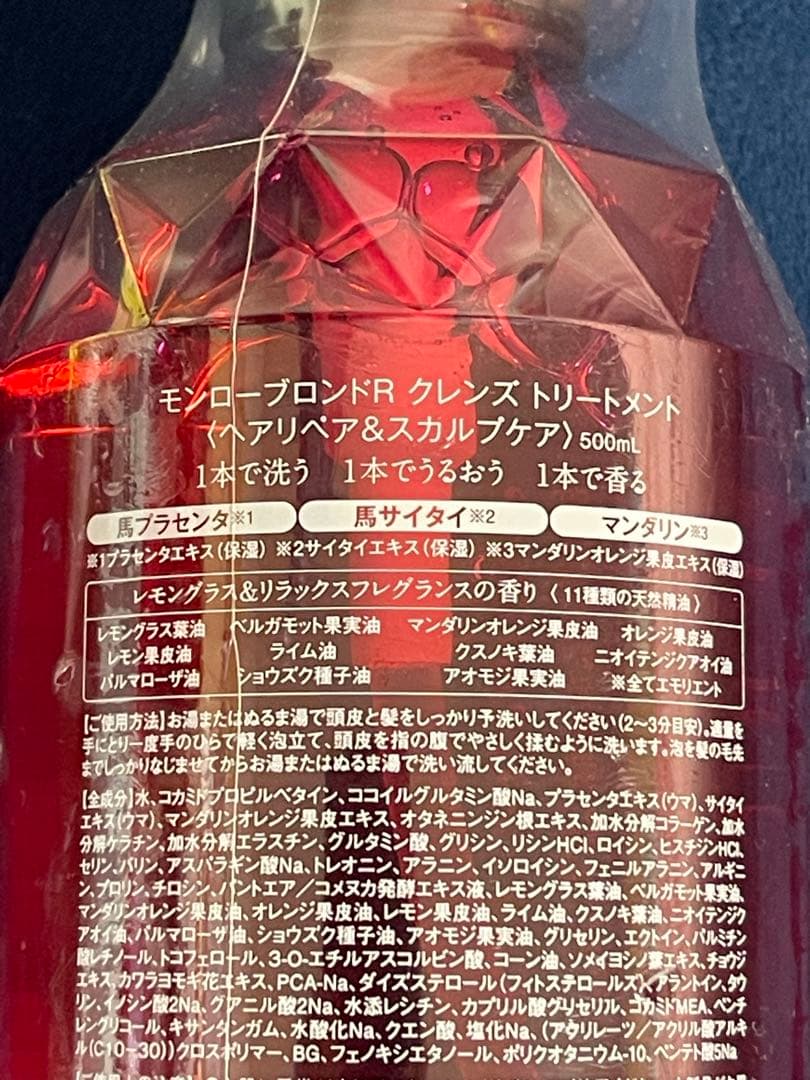 モンローブロンドR クレンズ トリートメント
〈ヘアリペア&スカルプケア〉500mL
1本で洗う 1本でうるおう 1本で香る
馬プラセンタ※1 馬サイタイ※2 マンダリン※3
※1プラセンタエキス(保湿) ※2サイタイエキス(保湿) ※3マンダリンオレンジ果皮エキス(保湿)
レモングラス&リラックスフレグランスの香り〈11種類の天然精油〉
レモングラス葉油 ベルガモット果実油 マンダリンオレンジ果皮油 オレンジ果皮油
レモン果皮油 ライム油 クスノキ葉油 ニオイテンジクアオイ油
パルマローザ油 ショウズク種子油 アオモジ果実油 ※全てエモリエント
【ご使用方法】お湯またはぬるま湯で頭皮と髪をしっかり予洗いしてください(2〜3分目安)。適量を
手にとり一度手のひらで軽く泡立て、頭皮を指の腹でやさしく揉むように洗います。泡を髪の毛先
までしっかりなじませてからお湯またはぬるま湯で洗い流してください。
【全成分】水、コカミドプロピルベタイン、ココイルグルタミン酸Na、プラセンタエキス(ウマ)、サイタイ
エキス(ウマ)、マンダリンオレンジ果皮エキス、オタネニンジン根エキス、加水分解コラーゲン、加水
分解ケラチン、加水分解エラスチン、グルタミン酸、グリシン、リシンHCl、ロイシン、ヒスチジンHCl、
セリン、バリン、アスパラギン酸Na、トレオニン、アラニン、イソロイシン、フェニルアラニン、アルギニ
ン、プロリン、チロシン、パントエア/コメヌカ発酵エキス液、レモングラス葉油、ベルガモット果実油、
マンダリンオレンジ果皮油、オレンジ果皮油、レモン果皮油、ライム油、クスノキ葉油、ニオイテンジク
アオイ油、パルマローザ油、ショウズク種子油、アオモジ果実油、グリセリン、エクトイン、パルミチン
酸レチノール、トコフェロール、3-O-エチルアスコルビン酸、コーン油、ソメイヨシノ葉エキス、チョウジ
エキス、カワラヨモギ花エキス、PCA-Na、ダイズステロール(フィトステロールズ)、アラントイン、タウ
リン、イノシン酸2Na、グアニル酸2Na、水添レシチン、カプリル酸グリセリル、コカミドMEA、ペンチ
レングリコール、キサンタンガム、水酸化Na、クエン酸、塩化Na、(アクリレーツ/アクリル酸アルキ
ル(C10-30))クロスポリマー、BG、フェノキシエタノール、ポリクオタニウム-10、ペンテト酸5Na